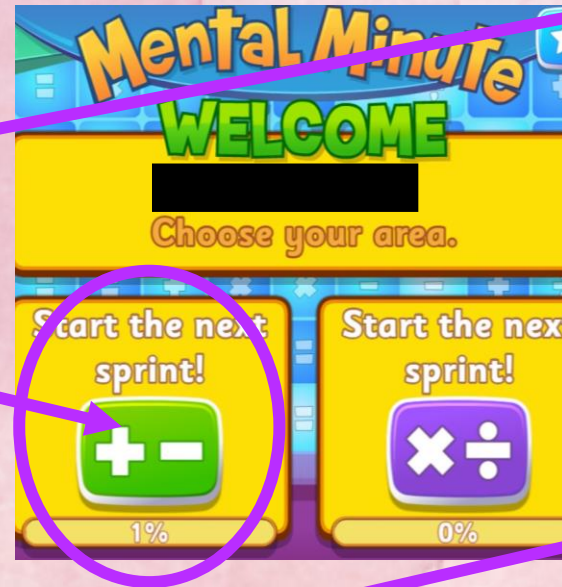 Mental Minute
WELCOME
Choose your area.
Start the next
sprint!
+ −
1%
Start the nex
sprint!
× ÷
0%